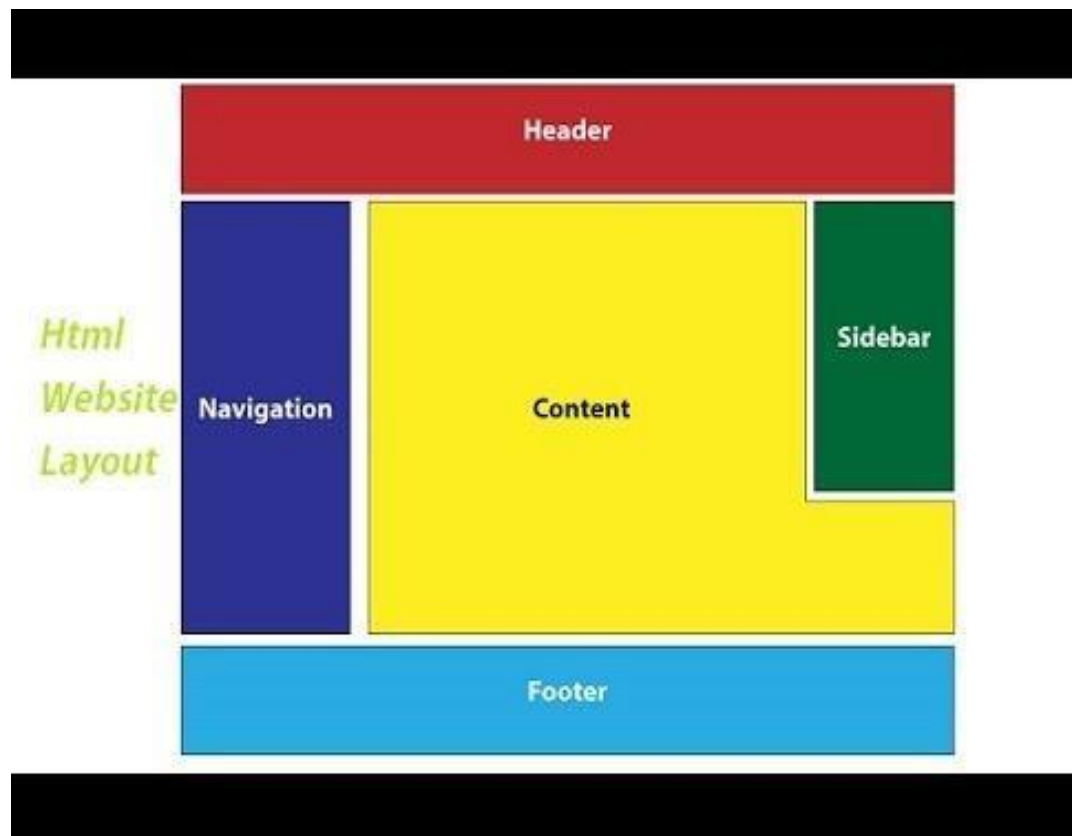 Header
Html
Website
Layout
Navigation
Content
Sidebar
Footer